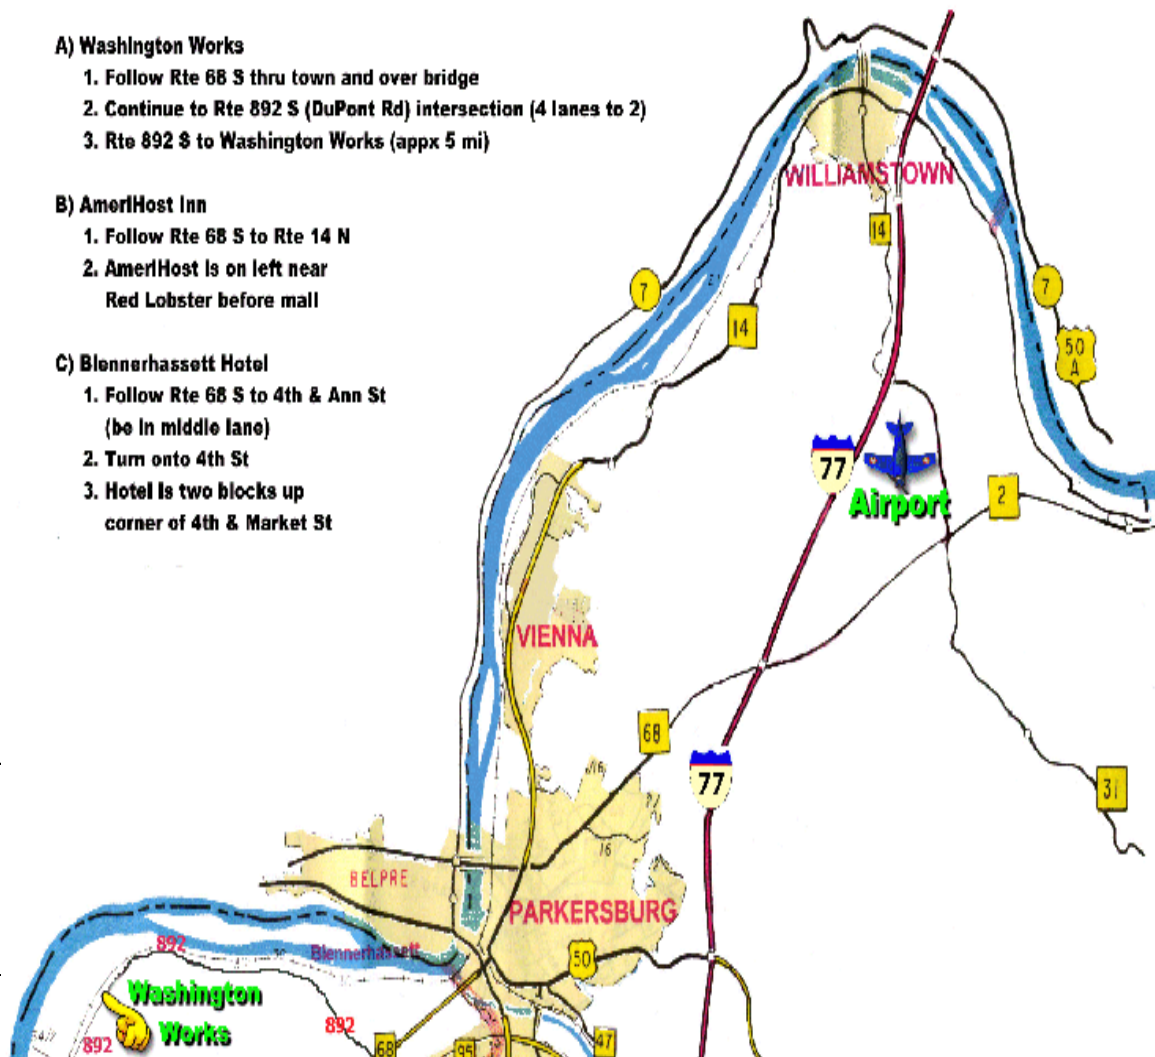 A) Washington Works
1. Follow Rte 68 S thru town and over bridge
2. Continue to Rte 892 S (DuPont Rd) intersection (4 lanes to 2)
3. Rte 892 S to Washington Works (appx 5 mi)
B) AmeriHost Inn
1. Follow Rte 68 S to Rte 14 N
2. AmeriHost is on left near
Red Lobster before mall
C) Blennerhassett Hotel
1. Follow Rte 68 S to 4th & Ann St
(be in middle lane)
2. Turn onto 4th St
3. Hotel is two blocks up
corner of 4th & Market St
WILLIAMSTOWN
14
7
7
14
50
A
77
Airport
2
VIENNA
68
77
31
16
16
BELPRE
PARKERSBURG
892
Blennerhassett
50
Washington
Works
892
892
68
95
47